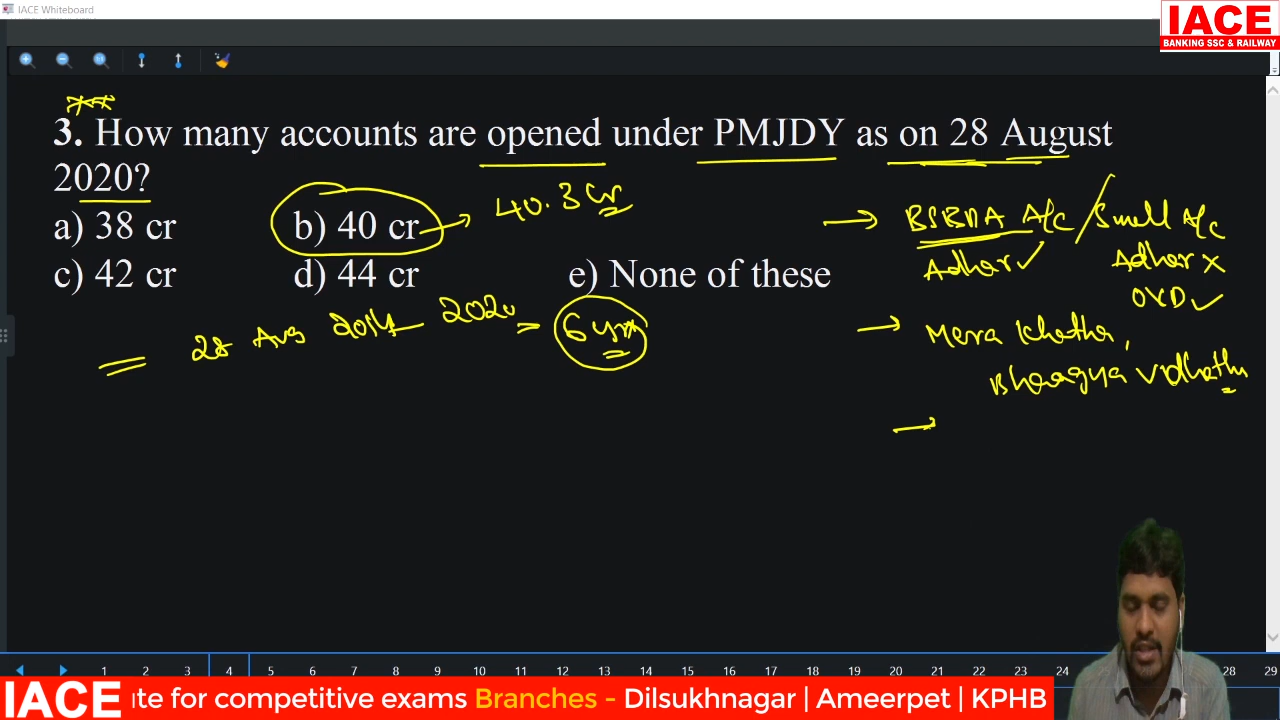 IACE Whiteboard
IACE
BANKING SSC & RAILWAY
3. How many accounts are opened under PMJDY as on 28 August
2020?
a) 38 cr b) 40 cr → 40.3 cr
c) 42 cr d) 44 cr e) None of these
= 28 Aug 2014 - 2020 = 6 yrs
→ BSBDA A/c / Small A/c
Adhar ✓ Adhar x
OVD ✓
→ Mera Khatha,
Bhaagya Vidhatha
→
1 2 3 4 5 6 7 8 9 10 11 12 13 14 15 16 17 18 19 20 21 22 23 24 28 29
IACE ute for competitive exams Branches - Dilsukhnagar | Ameerpet | KPHB